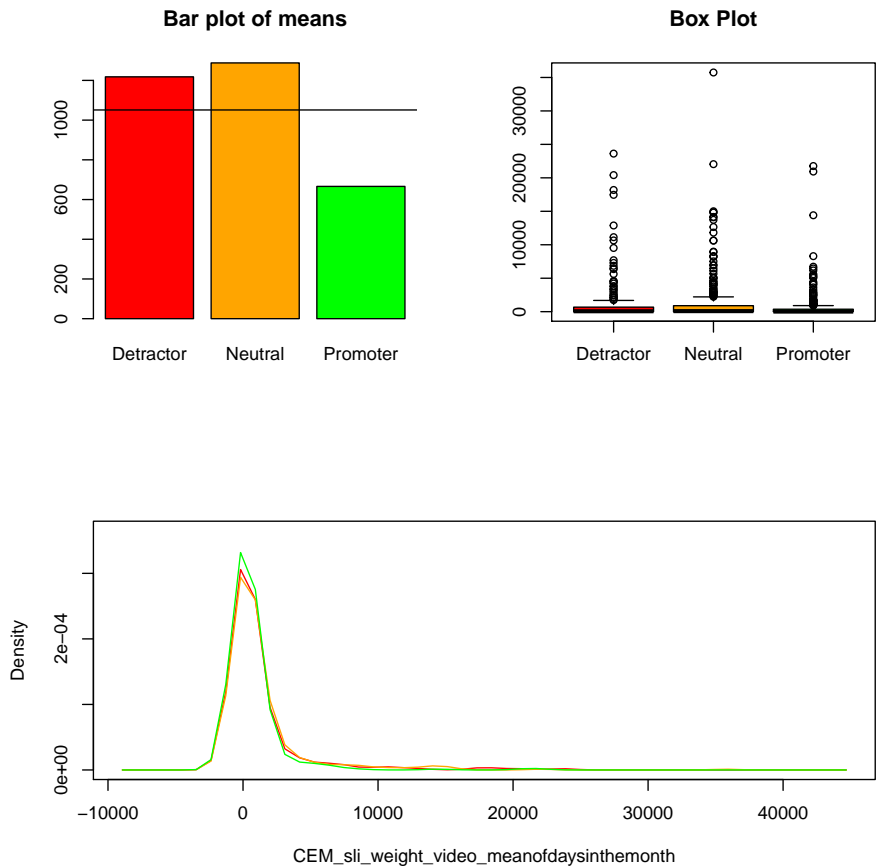 Bar plot of means
1000
600
200
0
Detractor Neutral Promoter
Box Plot
30000
20000
10000
0
Detractor Neutral Promoter
Density
2e−04
0e+00
−10000 0 10000 20000 30000 40000
CEM_sli_weight_video_meanofdaysinthemonth